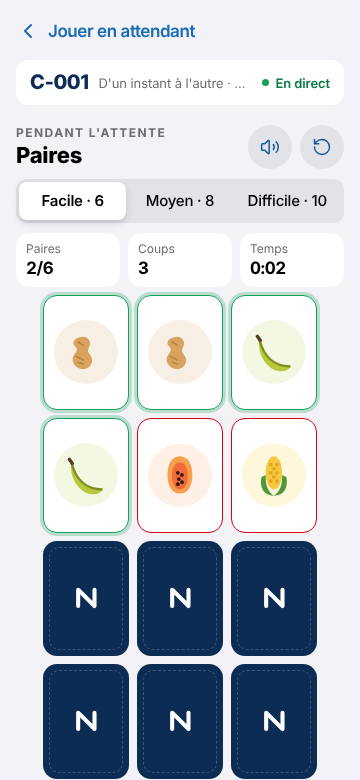 Jouer en attendant
C-001 D'un instant à l'autre · ... En direct
PENDANT L'ATTENTE
Paires
Facile · 6 Moyen · 8 Difficile · 10
Paires Coups Temps
2/6 3 0:02
N N N
N N N